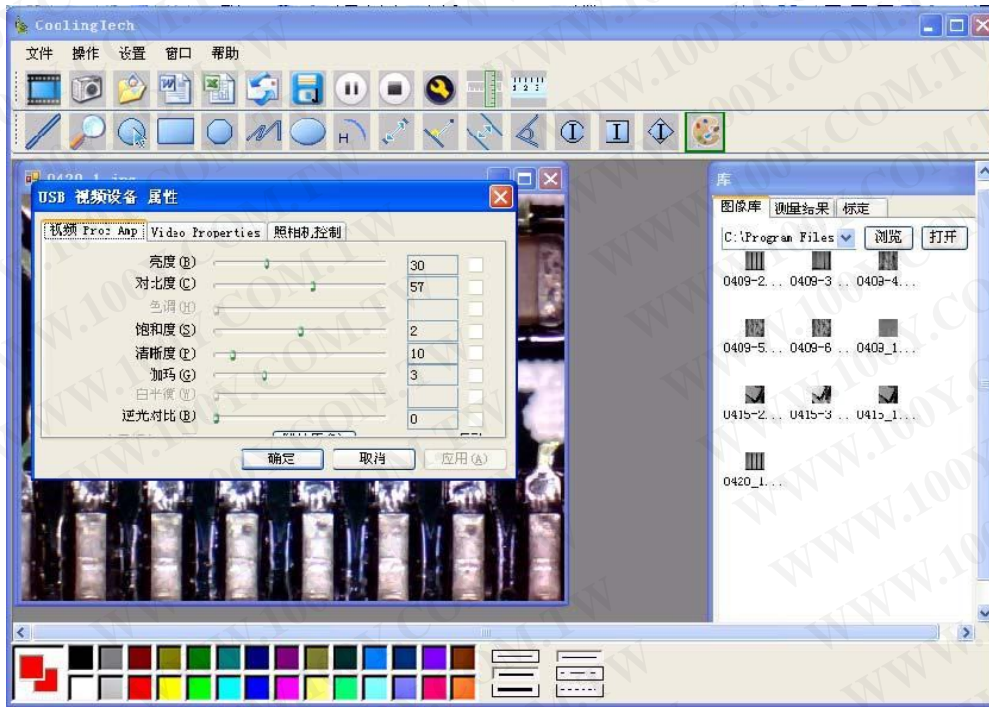 CoolingTech
文件 操作 设置 窗口 帮助
0420_1.jpg
USB 视频设备 属性
视频 Proc Amp Video Properties 照相机控制
亮度(B) 30
对比度(C) 57
色调(H)
饱和度(S) 2
清晰度(P) 10
伽玛(G) 3
白平衡(W)
逆光对比(B) 0
确定 取消 应用(A)
库
图像库 测量结果 标定
C:\Program Files 浏览 打开
0409-2... 0409-3 ... 0409-4...
0409-5... 0409-6 ... 0409_1...
0415-2... 0415-3 ... 0415_1...
0420_1...
WWW.100Y.COM.TW